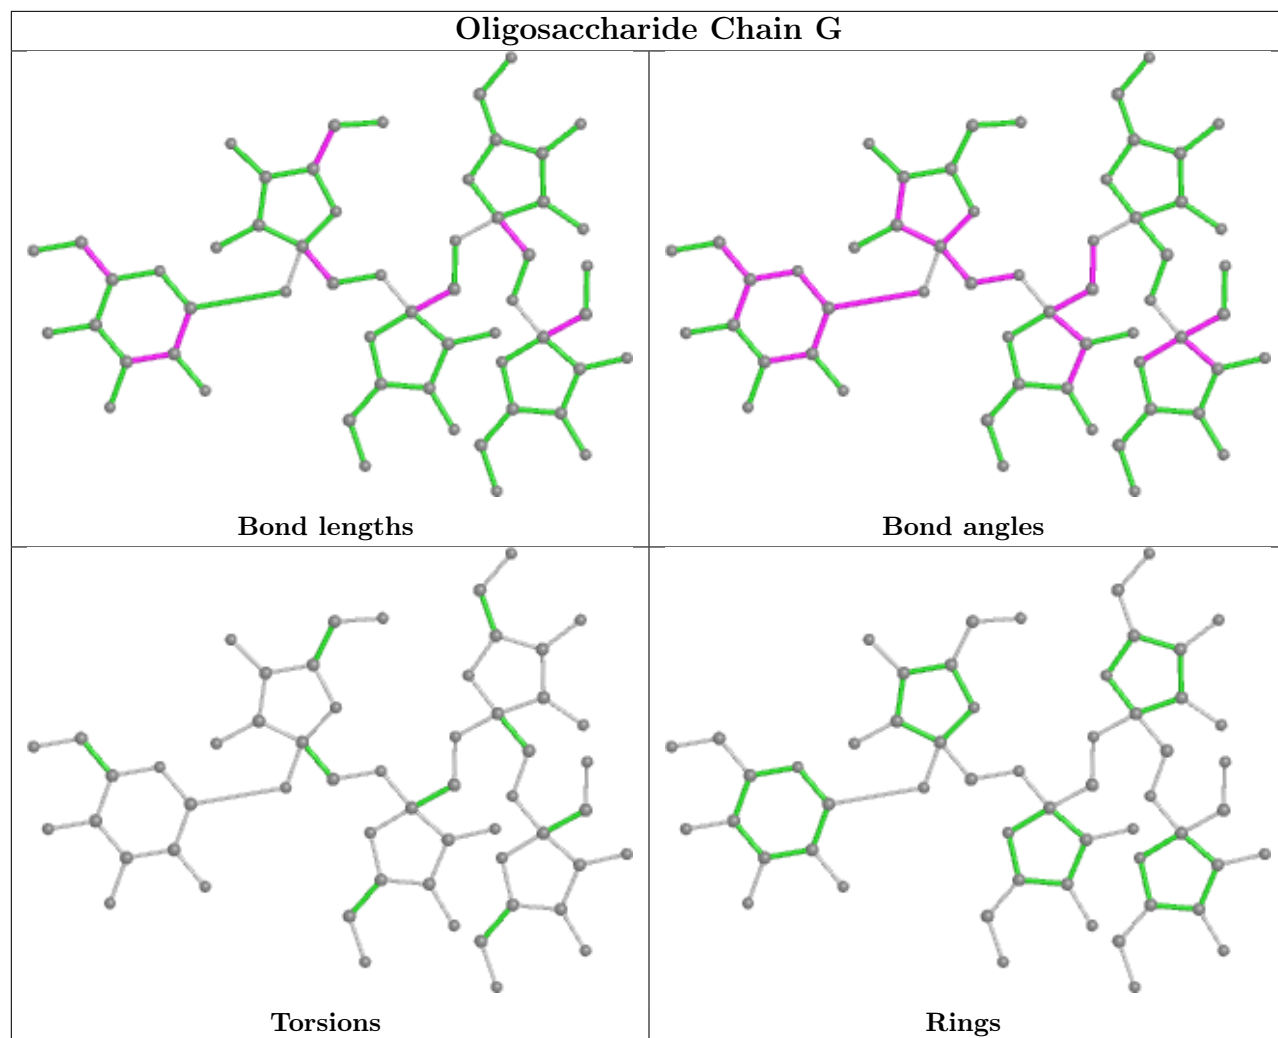 Oligosaccharide Chain G
Bond lengths
Bond angles
Torsions
Rings